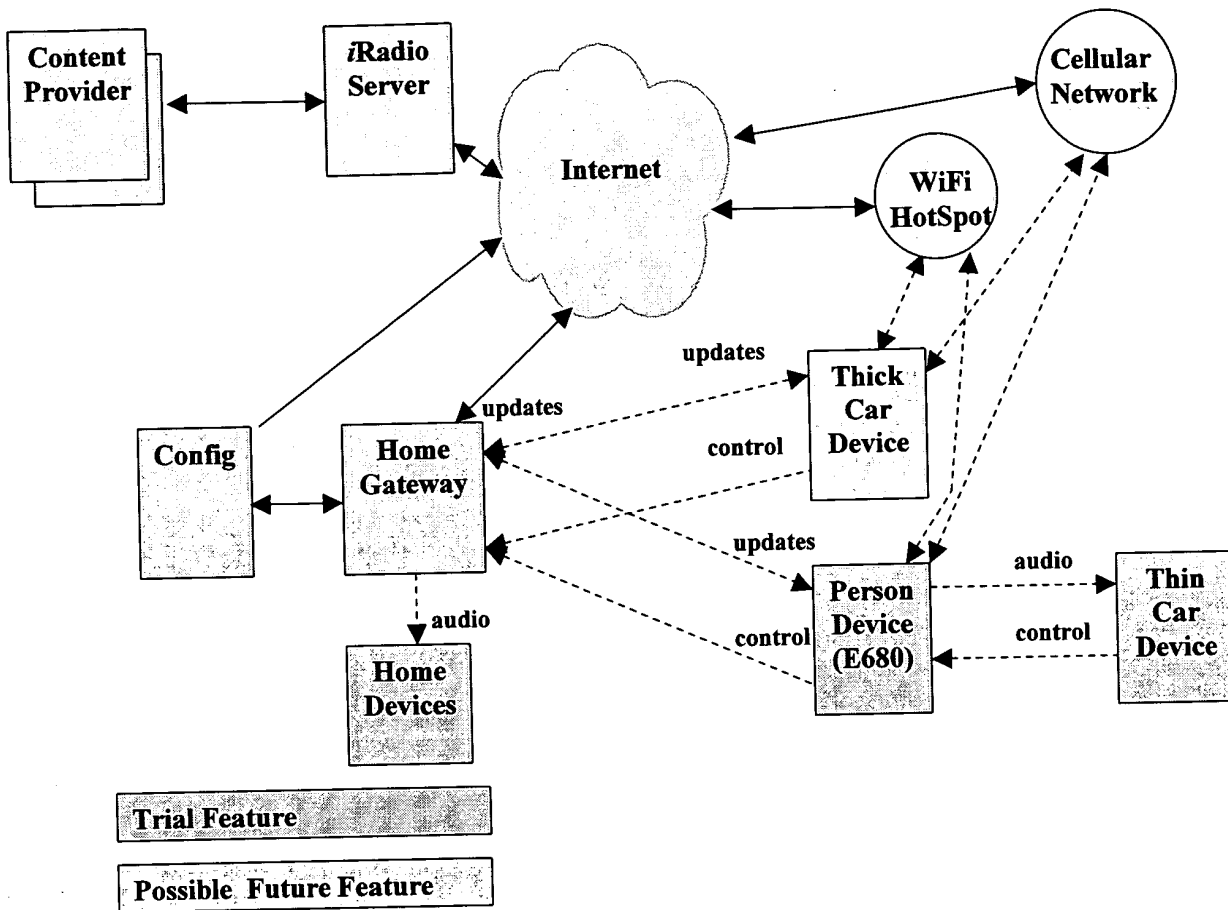 Content
Provider
iRadio
Server
Internet
Cellular
Network
WiFi
HotSpot
updates
Thick
Car
Device
updates
control
Config
Home
Gateway
updates
audio
Person
Device
(E680)
Thin
Car
Device
control
control
audio
Home
Devices
Trial Feature
Possible Future Feature